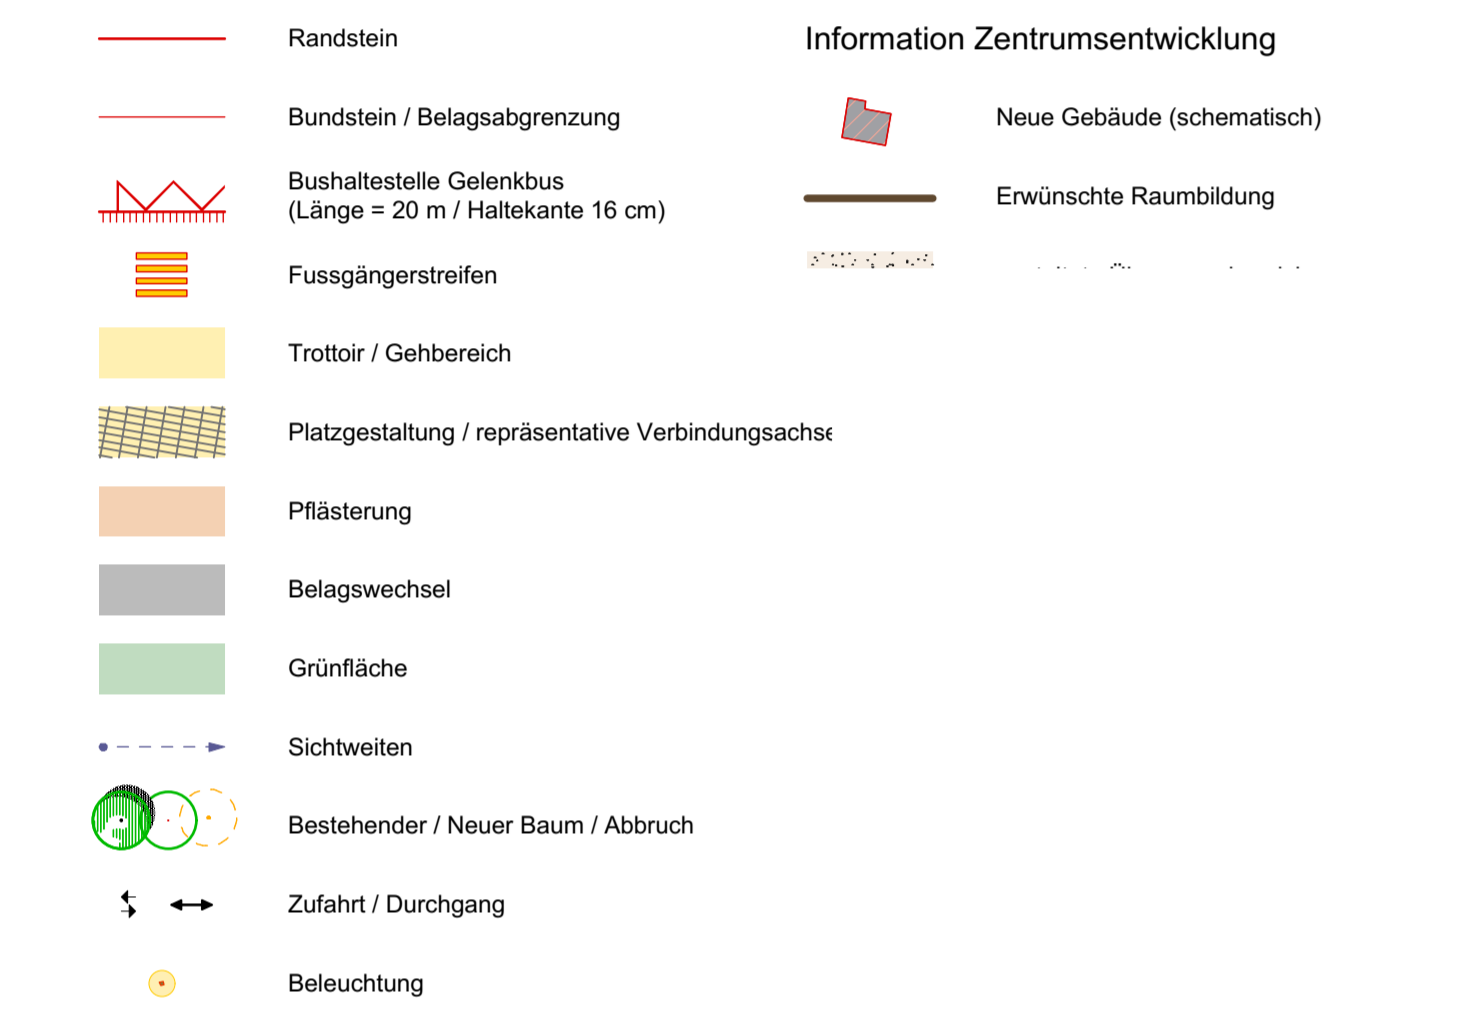 Randstein
Bundstein / Belagsabgrenzung
Bushaltestelle Gelenkbus
(Länge = 20 m / Haltekante 16 cm)
Fussgängerstreifen
Trottoir / Gehbereich
Platzgestaltung / repräsentative Verbindungsachse
Pflästerung
Belagswechsel
Grünfläche
Sichtweiten
Bestehender / Neuer Baum / Abbruch
Zufahrt / Durchgang
Beleuchtung
Information Zentrumsentwicklung
Neue Gebäude (schematisch)
Erwünschte Raumbildung